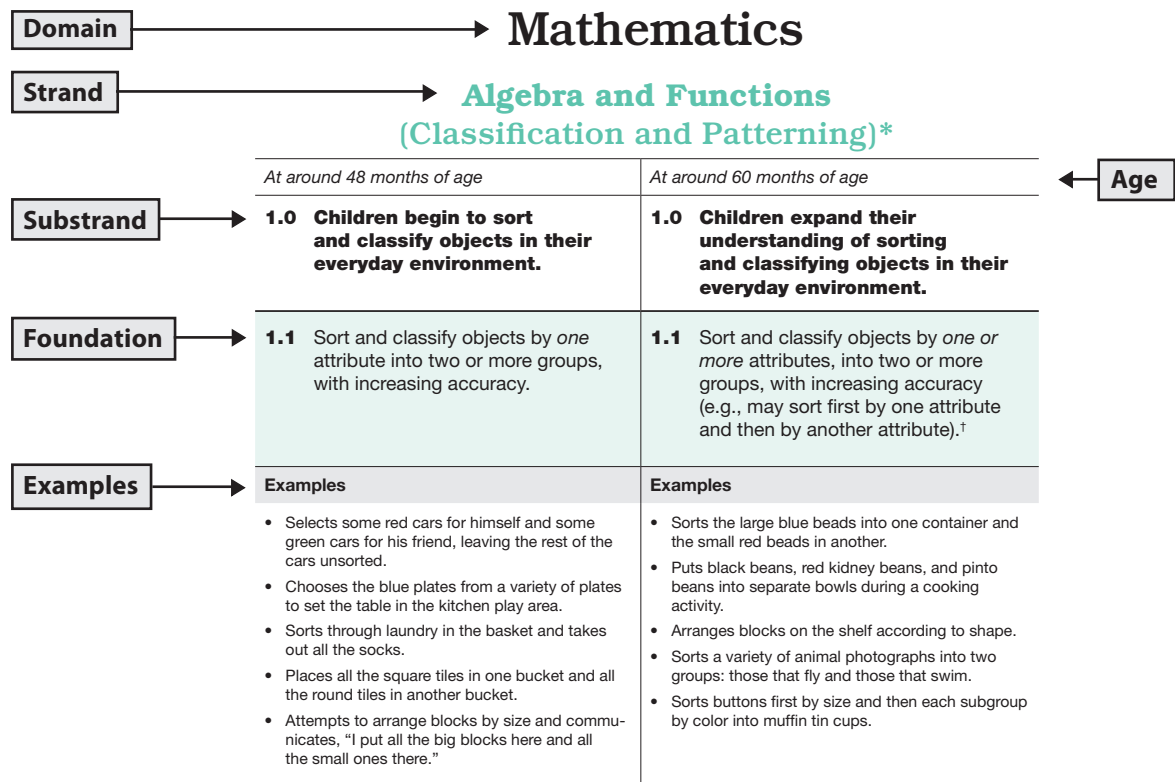 Domain
Mathematics
Strand
Algebra and Functions
(Classification and Patterning)*
At around 48 months of age
At around 60 months of age
Age
Substrand
1.0 Children begin to sort
and classify objects in their
everyday environment.
1.0 Children expand their
understanding of sorting
and classifying objects in their
everyday environment.
Foundation
1.1 Sort and classify objects by one
attribute into two or more groups,
with increasing accuracy.
1.1 Sort and classify objects by one or
more attributes, into two or more
groups, with increasing accuracy
(e.g., may sort first by one attribute
and then by another attribute).†
Examples
Examples
• Selects some red cars for himself and some
green cars for his friend, leaving the rest of the
cars unsorted.
• Chooses the blue plates from a variety of plates
to set the table in the kitchen play area.
• Sorts through laundry in the basket and takes
out all the socks.
• Places all the square tiles in one bucket and all
the round tiles in another bucket.
• Attempts to arrange blocks by size and commu-
nicates, “I put all the big blocks here and all
the small ones there.”
Examples
• Sorts the large blue beads into one container and
the small red beads in another.
• Puts black beans, red kidney beans, and pinto
beans into separate bowls during a cooking
activity.
• Arranges blocks on the shelf according to shape.
• Sorts a variety of animal photographs into two
groups: those that fly and those that swim.
• Sorts buttons first by size and then each subgroup
by color into muffin tin cups.